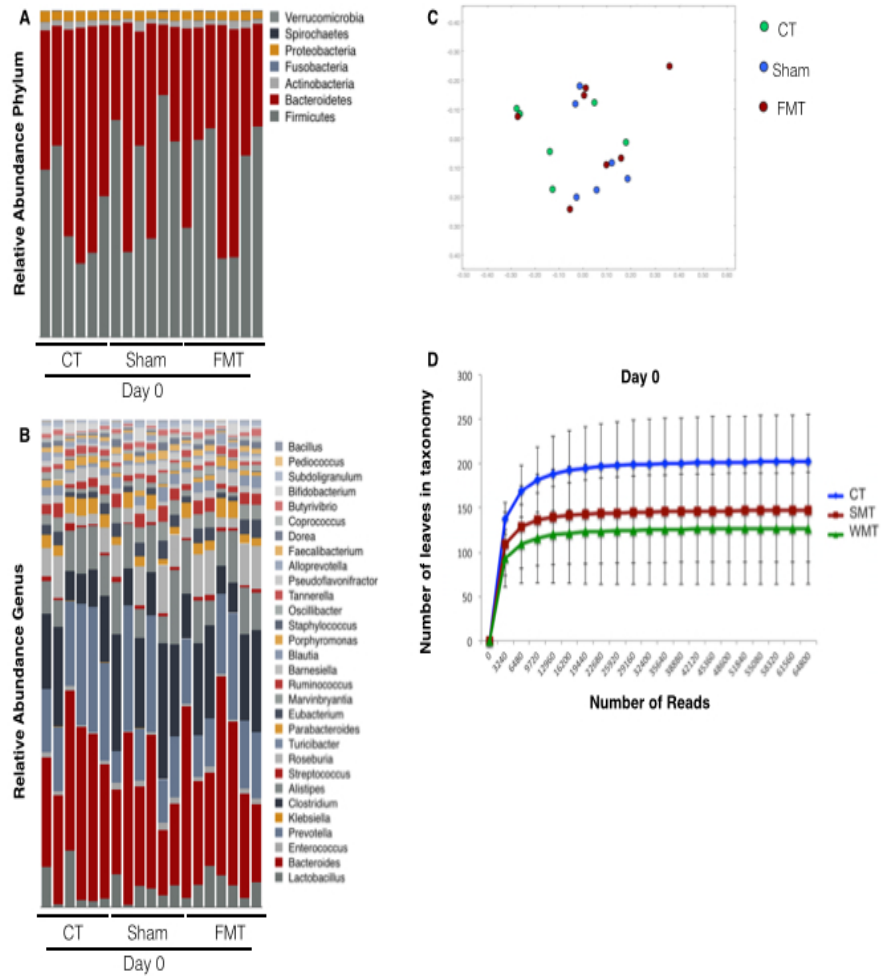 A
Relative Abundance Phylum
Verrucomicrobia
Spirochaetes
Proteobacteria
Fusobacteria
Actinobacteria
Bacteroidetes
Firmicutes
CT Sham FMT
Day 0
B
Relative Abundance Genus
Bacillus
Pediococcus
Subdoligranulum
Bifidobacterium
Butyrivibrio
Coprococcus
Dorea
Faecalibacterium
Alloprevotella
Pseudoflavonifractor
Tannerella
Oscillibacter
Staphylococcus
Porphyromonas
Blautia
Barnesiella
Ruminococcus
Marvinbryantia
Eubacterium
Parabacteroides
Turicibacter
Roseburia
Streptococcus
Alistipes
Clostridium
Klebsiella
Prevotella
Enterococcus
Bacteroides
Lactobacillus
CT Sham FMT
Day 0
C
CT
Sham
FMT
D
Day 0
Number of leaves in taxonomy
300
250
200
150
100
50
0
0 3240 6480 9720 12960 16200 19440 22680 25920 29160 32400 35640 38880 42120 45360 48600 51840 55080 58320 61560 64800
Number of Reads
CT
SMT
WMT